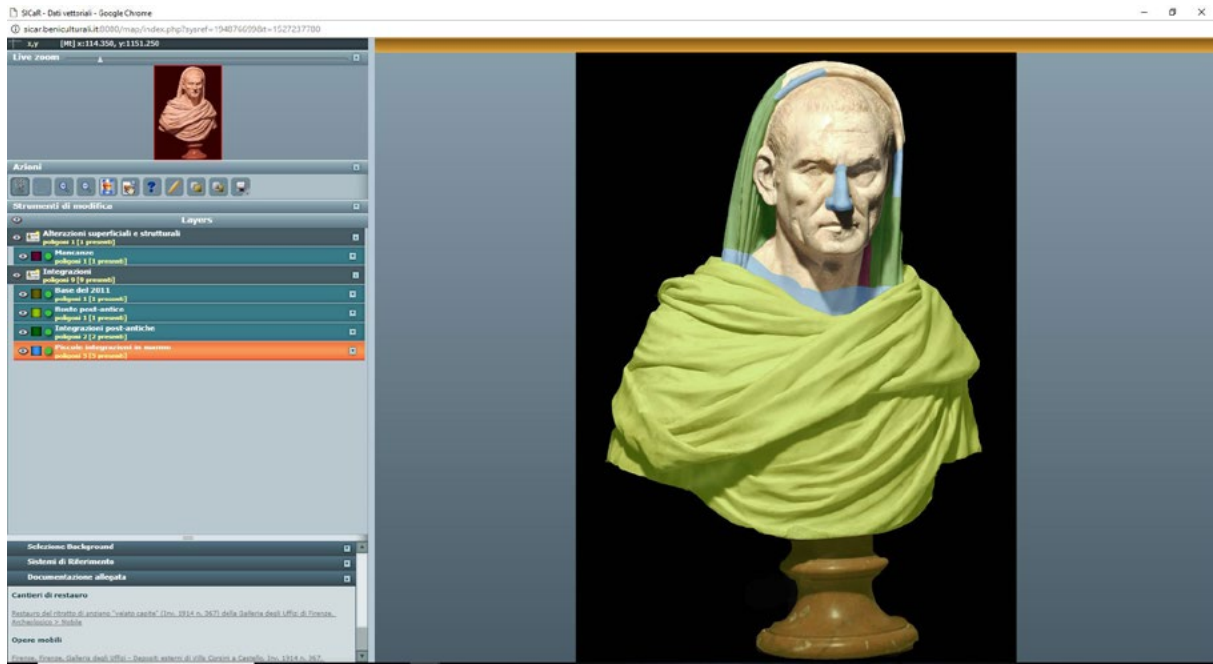 SICaR - Dati vettoriali - Google Chrome
sicar.beniculturali.it:8080/map/index.php?sysref=194076699&t=1527237780
x,y [Mt] x:114.350, y:1151.250
Live zoom
Azioni
Strumenti di modifica
Layers
Alterazioni superficiali e strutturali
poligoni 1 [1 presenti]
Mancanze
poligoni 1 [1 presenti]
Integrazioni
poligoni 9 [9 presenti]
Base del 2011
poligoni 1 [1 presenti]
Busto post-antico
poligoni 1 [1 presenti]
Integrazioni post-antiche
poligoni 2 [2 presenti]
Piccole integrazioni in marmo
poligoni 5 [5 presenti]
Selezione Background
Sistemi di Riferimento
Documentazione allegata
Cantieri di restauro
Restauro del ritratto di anziano "velato capite" (Inv. 1914 n. 367) della Galleria degli Uffizi di Firenze.
Archeologico > Mobile
Opere mobili
Firenze, Firenze, Galleria degli Uffizi - Depositi esterni di Villa Corsini a Castello, Inv. 1914 n. 367,